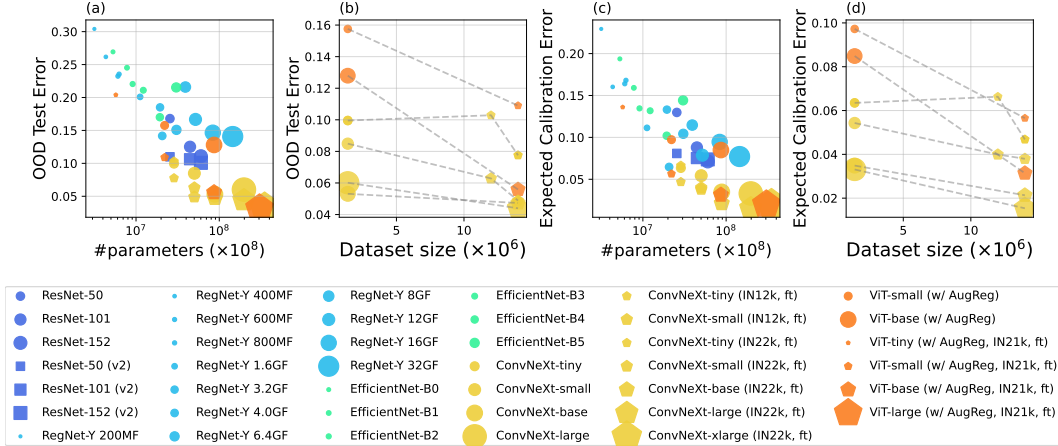 (a)
(b)
(c)
(d)
OOD Test Error
0.30
0.25
0.20
0.15
0.10
0.05
10⁷
10⁸
#parameters (×10⁸)
OOD Test Error
0.16
0.14
0.12
0.10
0.08
0.06
0.04
5
10
Dataset size (×10⁶)
Expected Calibration Error
0.20
0.15
0.10
0.05
10⁷
10⁸
#parameters (×10⁸)
Expected Calibration Error
0.10
0.08
0.06
0.04
0.02
5
10
Dataset size (×10⁶)
ResNet-50
ResNet-101
ResNet-152
ResNet-50 (v2)
ResNet-101 (v2)
ResNet-152 (v2)
RegNet-Y 200MF
RegNet-Y 400MF
RegNet-Y 600MF
RegNet-Y 800MF
RegNet-Y 1.6GF
RegNet-Y 3.2GF
RegNet-Y 4.0GF
RegNet-Y 6.4GF
RegNet-Y 8GF
RegNet-Y 12GF
RegNet-Y 16GF
RegNet-Y 32GF
EfficientNet-B0
EfficientNet-B1
EfficientNet-B2
EfficientNet-B3
EfficientNet-B4
EfficientNet-B5
ConvNeXt-tiny
ConvNeXt-small
ConvNeXt-base
ConvNeXt-large
ConvNeXt-tiny (IN12k, ft)
ConvNeXt-small (IN12k, ft)
ConvNeXt-tiny (IN22k, ft)
ConvNeXt-small (IN22k, ft)
ConvNeXt-base (IN22k, ft)
ConvNeXt-large (IN22k, ft)
ConvNeXt-xlarge (IN22k, ft)
ViT-small (w/ AugReg)
ViT-base (w/ AugReg)
ViT-tiny (w/ AugReg, IN21k, ft)
ViT-small (w/ AugReg, IN21k, ft)
ViT-base (w/ AugReg, IN21k, ft)
ViT-large (w/ AugReg, IN21k, ft)